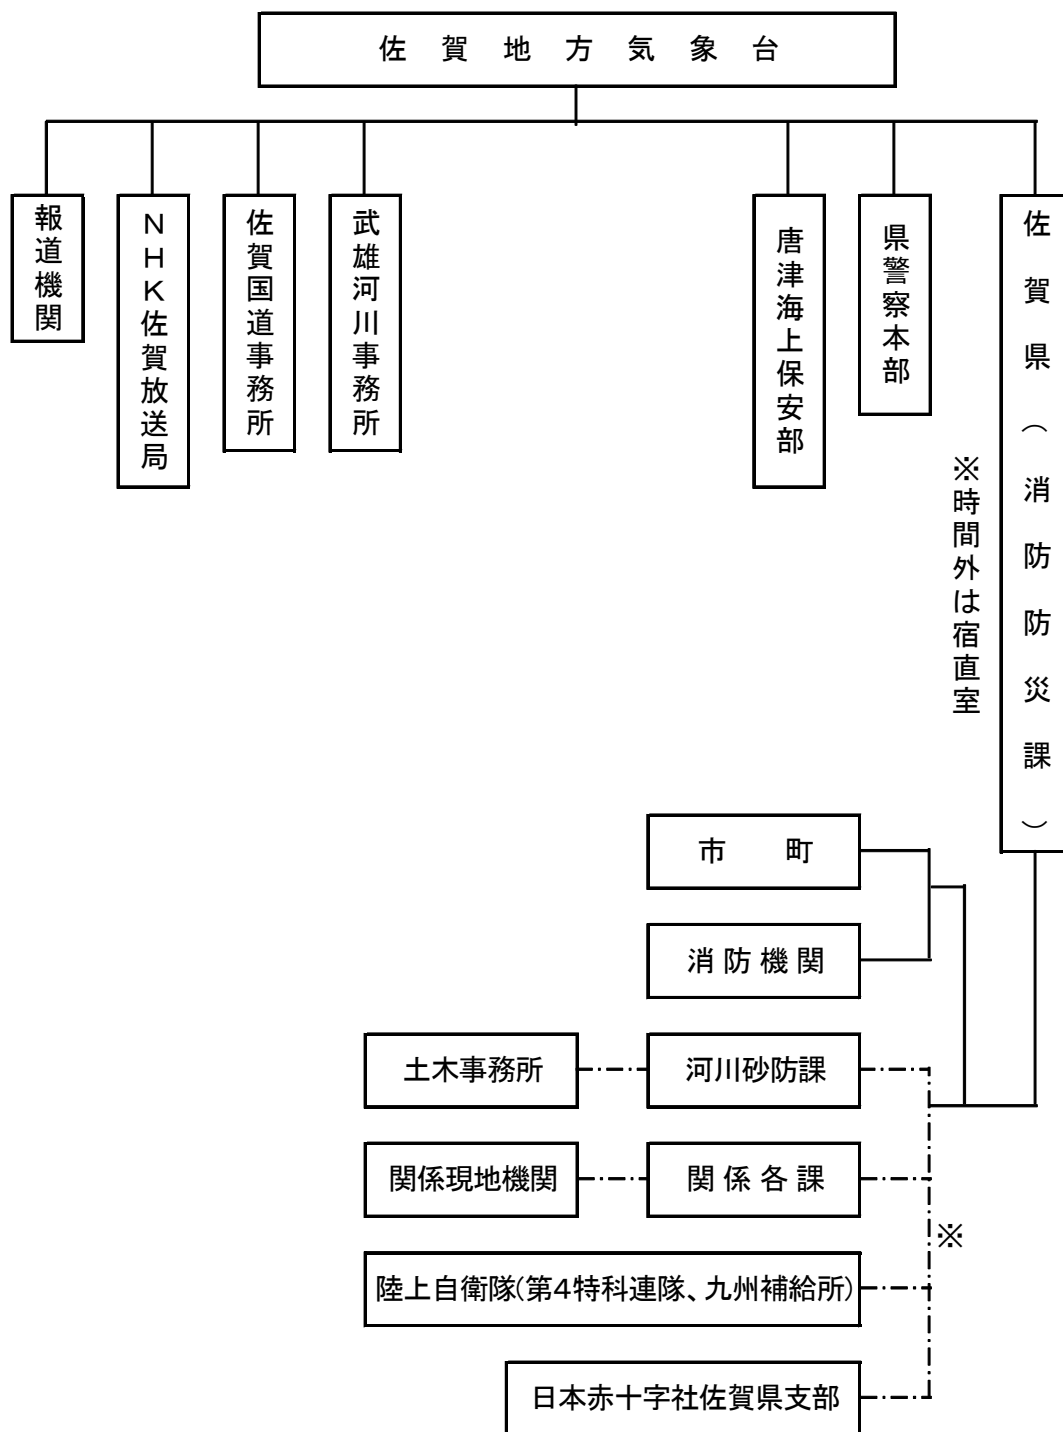 佐賀地方気象台
報道機関
NHK佐賀放送局
佐賀国道事務所
武雄河川事務所
唐津海上保安部
県警察本部
佐賀県(消防防災課)
※時間外は宿直室
市町
消防機関
土木事務所
河川砂防課
関係現地機関
関係各課
※
陸上自衛隊(第4特科連隊、九州補給所)
日本赤十字社佐賀県支部